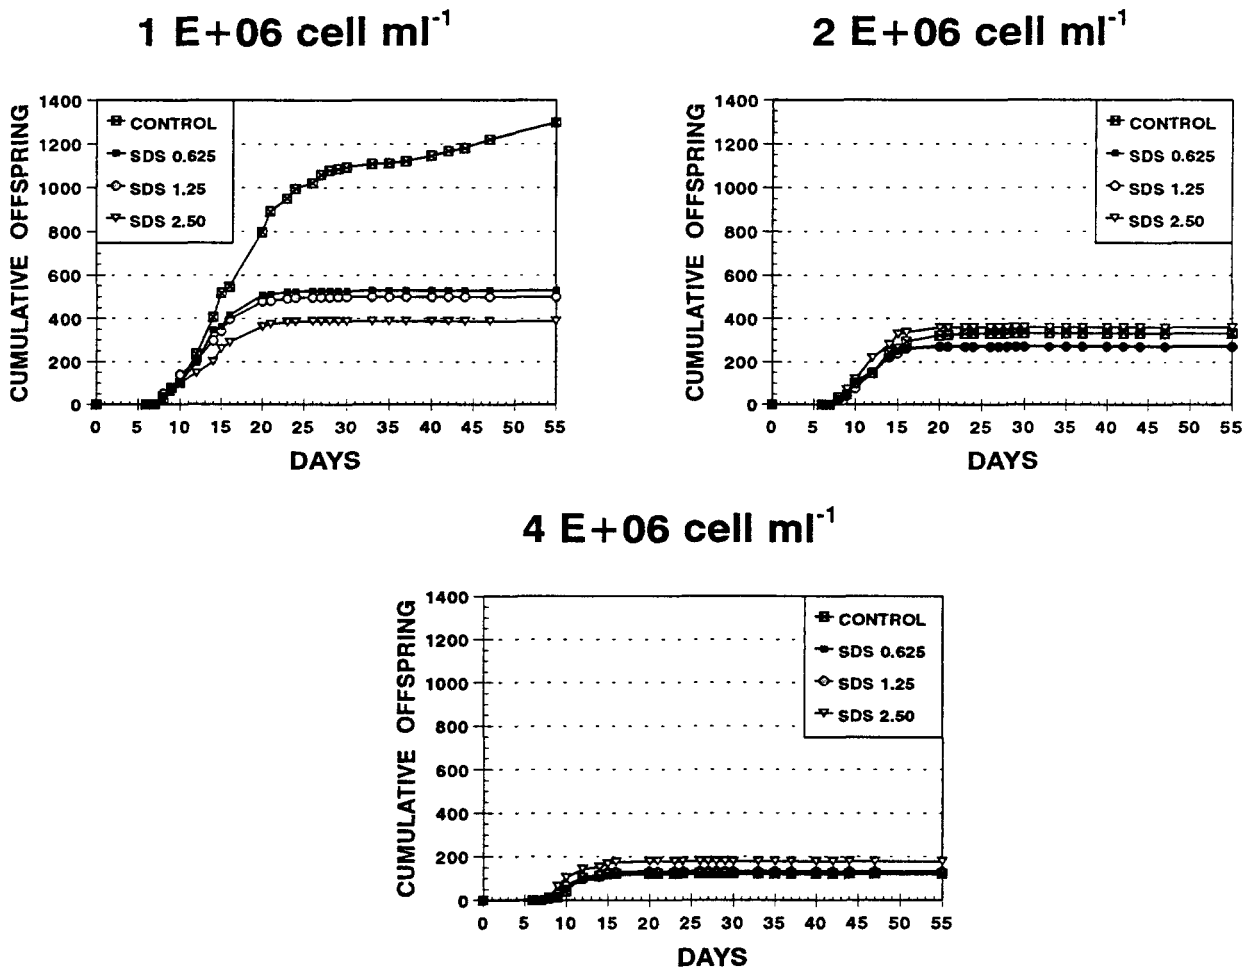 1 E+06 cell ml-1
2 E+06 cell ml-1
CUMULATIVE OFFSPRING
1400
1200
1000
800
600
400
200
0
CONTROL
SDS 0.625
SDS 1.25
SDS 2.50
0 5 10 15 20 25 30 35 40 45 50 55
DAYS
CUMULATIVE OFFSPRING
1400
1200
1000
800
600
400
200
0
CONTROL
SDS 0.625
SDS 1.25
SDS 2.50
0 5 10 15 20 25 30 35 40 45 50 55
DAYS
4 E+06 cell ml-1
CUMULATIVE OFFSPRING
1400
1200
1000
800
600
400
200
0
CONTROL
SDS 0.625
SDS 1.25
SDS 2.50
0 5 10 15 20 25 30 35 40 45 50 55
DAYS